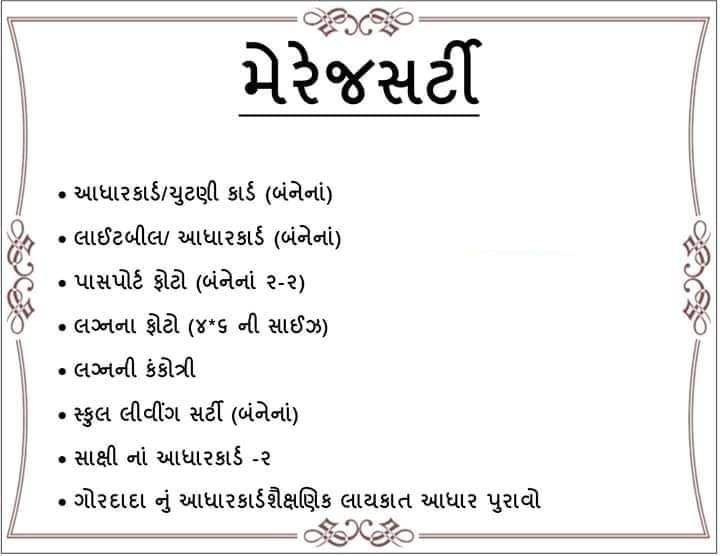 મેરેજસર્ટી
• આધારકાર્ડ/ચુટણી કાર્ડ (બંનેનાં)
• લાઈટબીલ/ આધારકાર્ડ (બંનેનાં)
• પાસપોર્ટ ફોટો (બંનેનાં ૨-૨)
• લગ્નના ફોટો (૪*૬ ની સાઈઝ)
• લગ્નની કંકોત્રી
• સ્કુલ લીવીંગ સર્ટી (બંનેનાં)
• સાક્ષી નાં આધારકાર્ડ -૨
• ગોરદાદા નું આધારકાર્ડશૈક્ષણિક લાયકાત આધાર પુરાવો